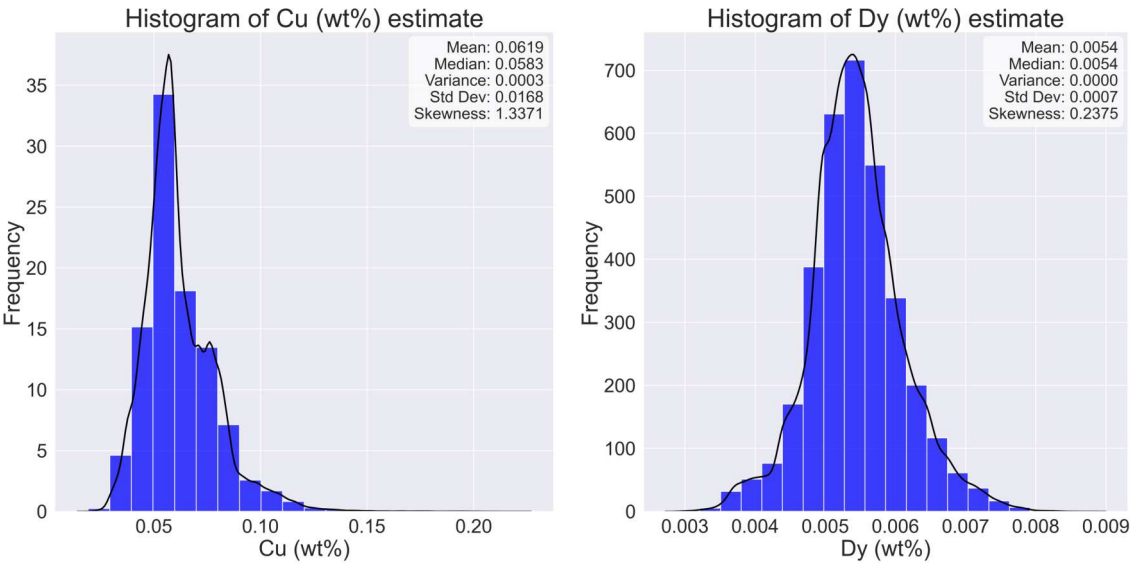 Histogram of Cu (wt%) estimate
Mean: 0.0619
Median: 0.0583
Variance: 0.0003
Std Dev: 0.0168
Skewness: 1.3371
Frequency
35
30
25
20
15
10
5
0
0.05 0.10 0.15 0.20
Cu (wt%)
Histogram of Dy (wt%) estimate
Mean: 0.0054
Median: 0.0054
Variance: 0.0000
Std Dev: 0.0007
Skewness: 0.2375
Frequency
700
600
500
400
300
200
100
0
0.003 0.004 0.005 0.006 0.007 0.008 0.009
Dy (wt%)